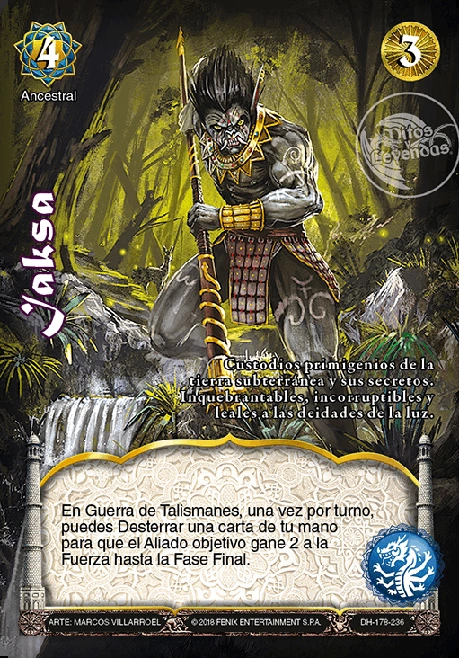 4
3
Ancestral
Mitos y
Leyendas
Yaksa
Custodios primigenios de la
tierra subterránea y sus secretos.
Inquebrantables, incorruptibles y
leales a las deidades de la luz.
En Guerra de Talismanes, una vez por turno,
puedes Desterrar una carta de tu mano
para que el Aliado objetivo gane 2 a la
Fuerza hasta la Fase Final.
ARTE: MARCOS VILLARROEL © 2018 FENIX ENTERTAINMENT S.P.A. DH-178-236